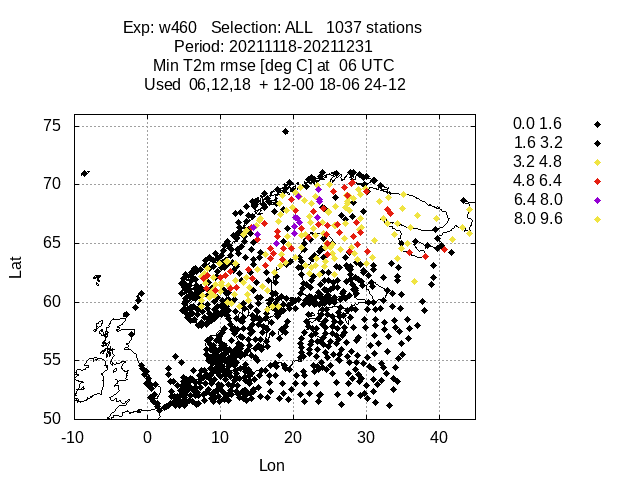 Exp: w460   Selection: ALL   1037 stations
Period: 20211118-20211231
Min T2m rmse [deg C] at  06 UTC
Used  06,12,18  + 12-00 18-06 24-12
75
70
65
60
55
50
Lat
-10 0 10 20 30 40
Lon
0.0 1.6
1.6 3.2
3.2 4.8
4.8 6.4
6.4 8.0
8.0 9.6